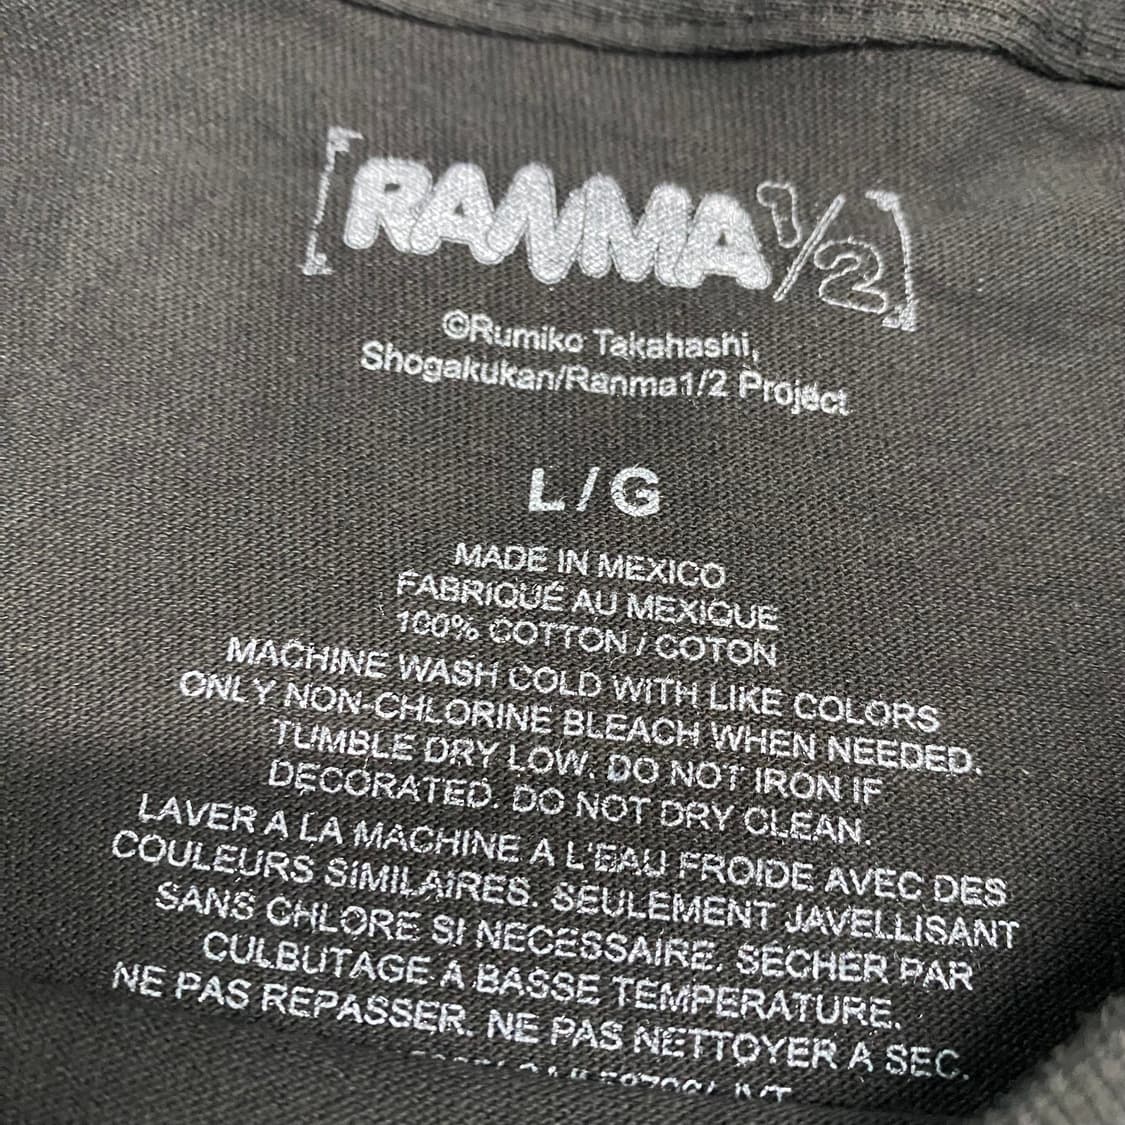 [RANMA 1/2]
©Rumiko Takahashi,
Shogakukan/Ranma1/2 Project
L/G
MADE IN MEXICO
FABRIQUÉ AU MEXIQUE
100% COTTON / COTON
MACHINE WASH COLD WITH LIKE COLORS
ONLY NON-CHLORINE BLEACH WHEN NEEDED.
TUMBLE DRY LOW. DO NOT IRON IF
DECORATED. DO NOT DRY CLEAN.
LAVER A LA MACHINE A L'EAU FROIDE AVEC DES
COULEURS SIMILAIRES. SEULEMENT JAVELLISANT
SANS CHLORE SI NECESSAIRE. SECHER PAR
CULBUTAGE A BASSE TEMPERATURE.
NE PAS REPASSER. NE PAS NETTOYER A SEC.